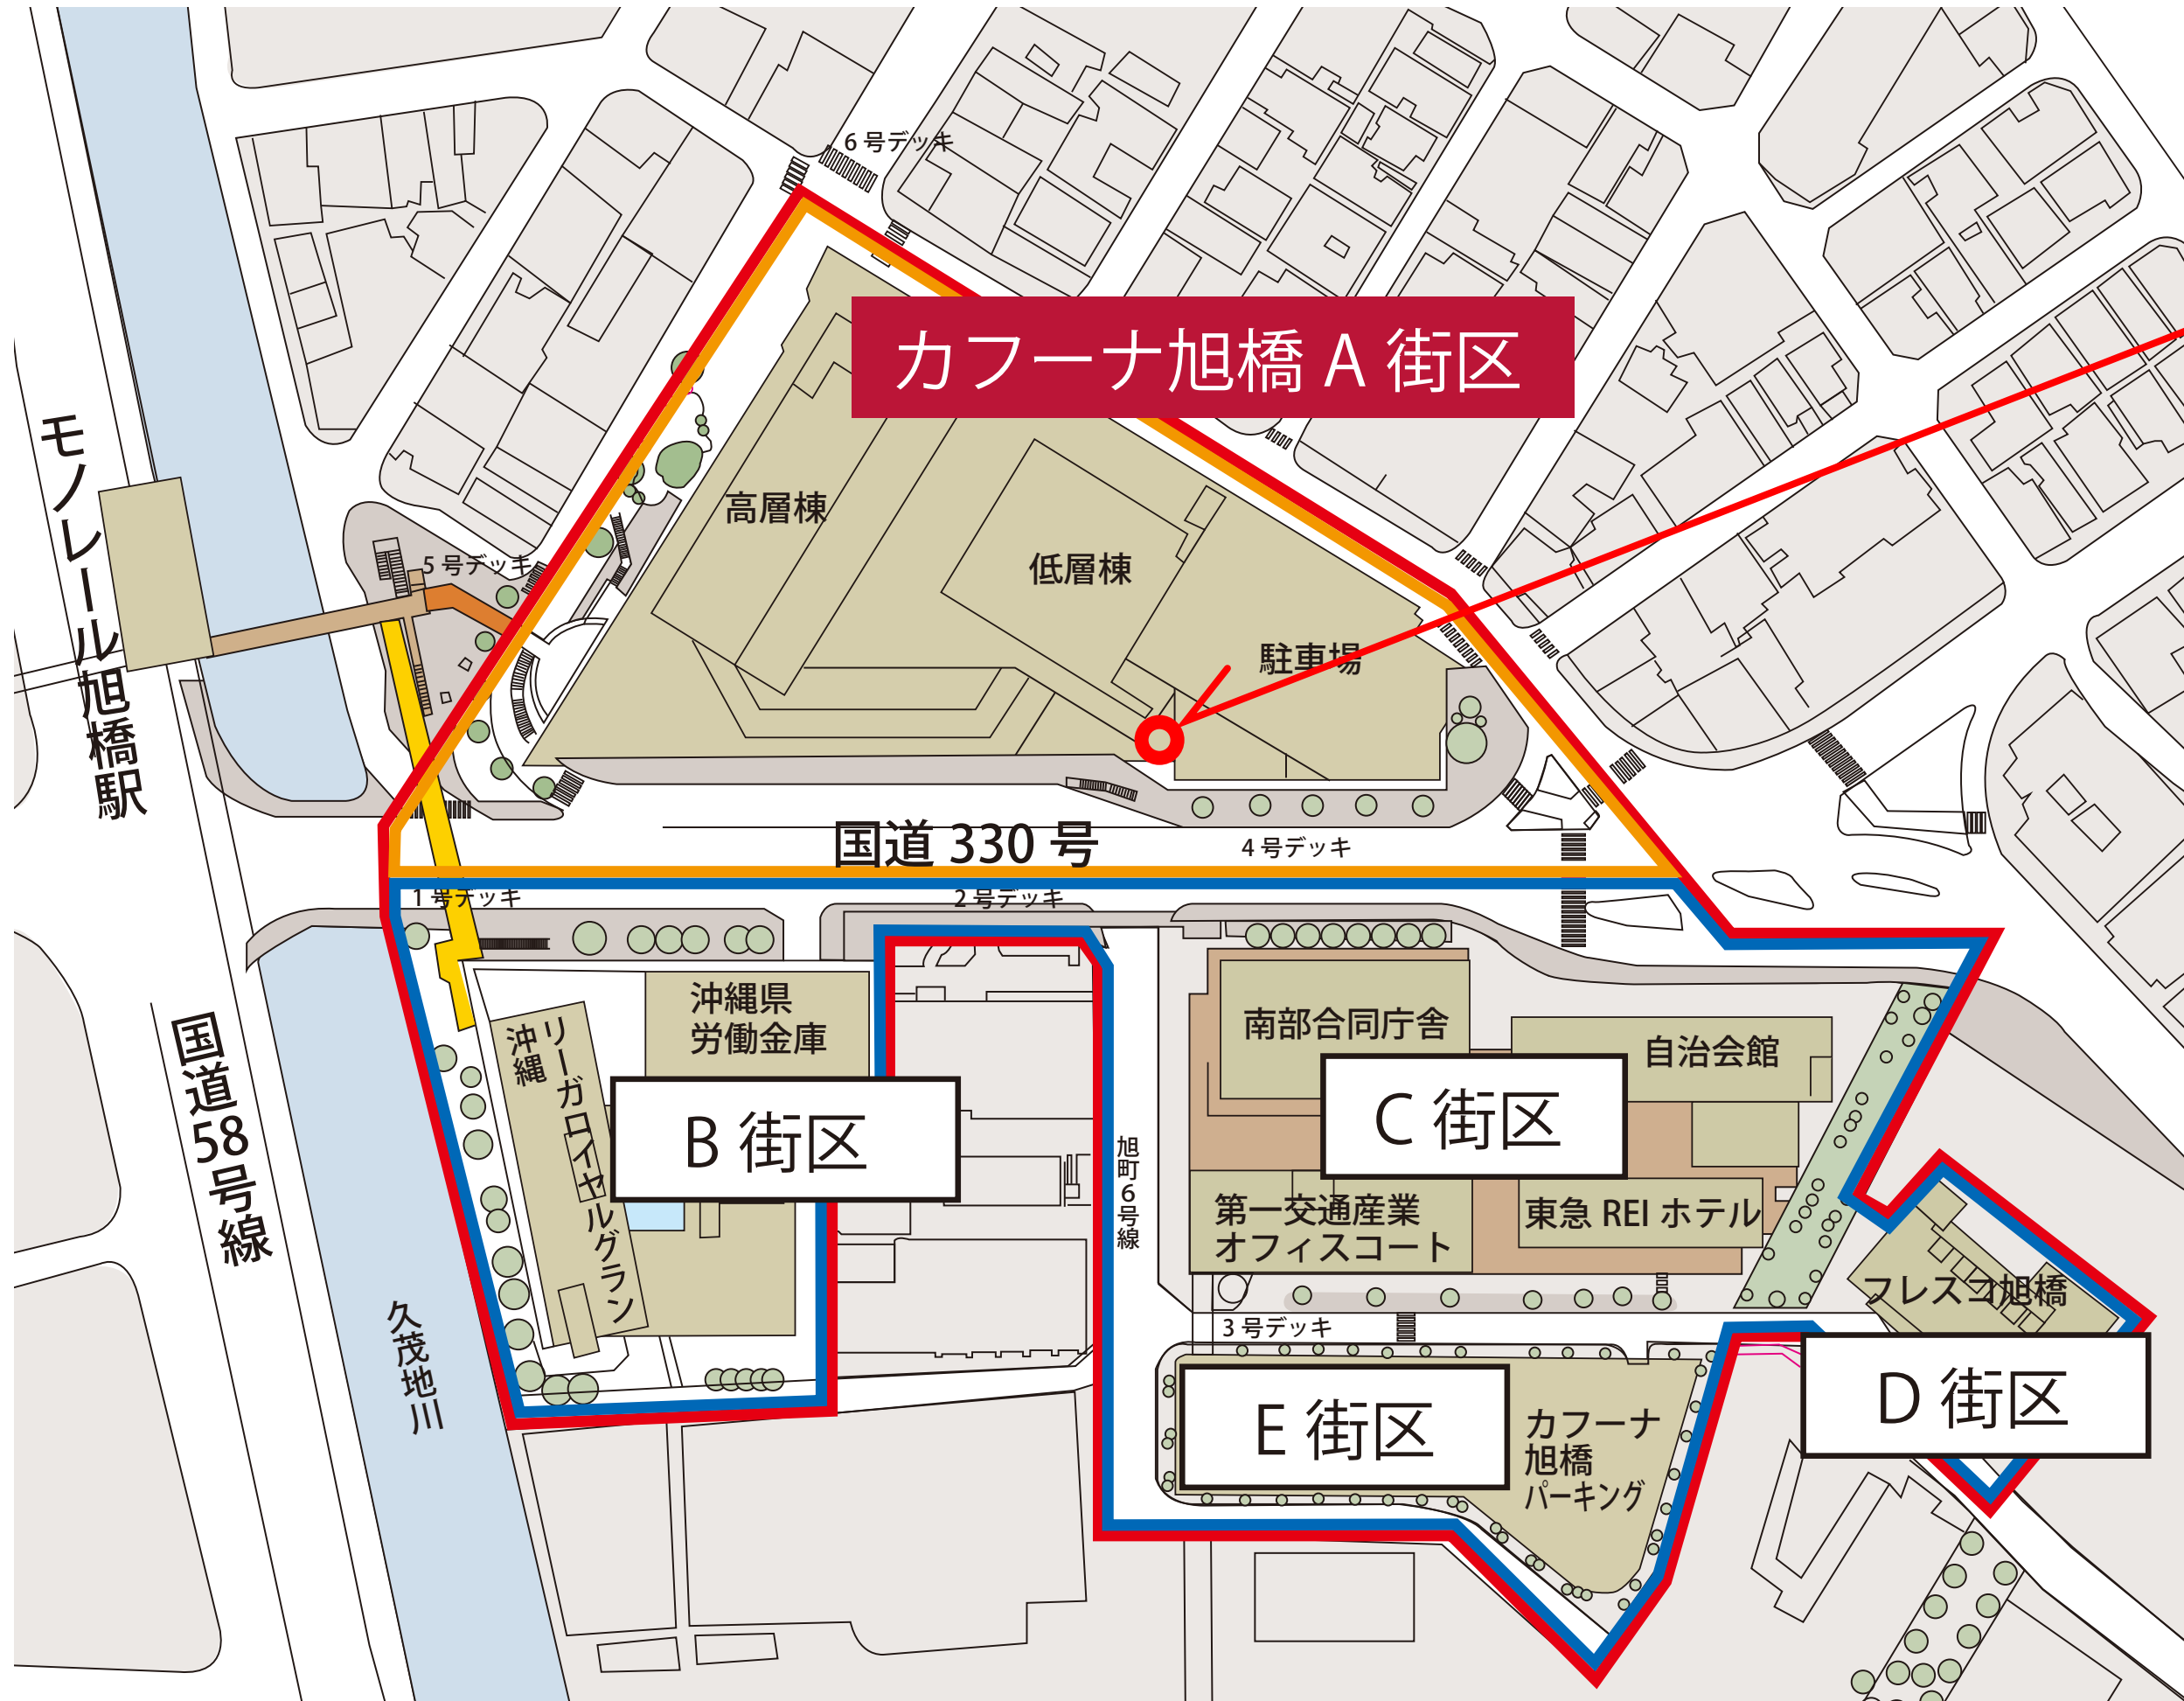 6 号デッキ
カフーナ旭橋 A 街区
モノレール旭橋駅
高層棟
5 号デッキ
低層棟
駐車場
国道 330 号
4 号デッキ
1 号デッキ
2 号デッキ
国道58号線
沖縄県
労働金庫
リーガロイヤルグラン
沖縄
B 街区
南部合同庁舎
自治会館
C 街区
旭町6号線
第一交通産業
オフィスコート
東急 REI ホテル
フレスコ旭橋
久茂地川
3 号デッキ
D 街区
E 街区
カフーナ
旭橋
パーキング